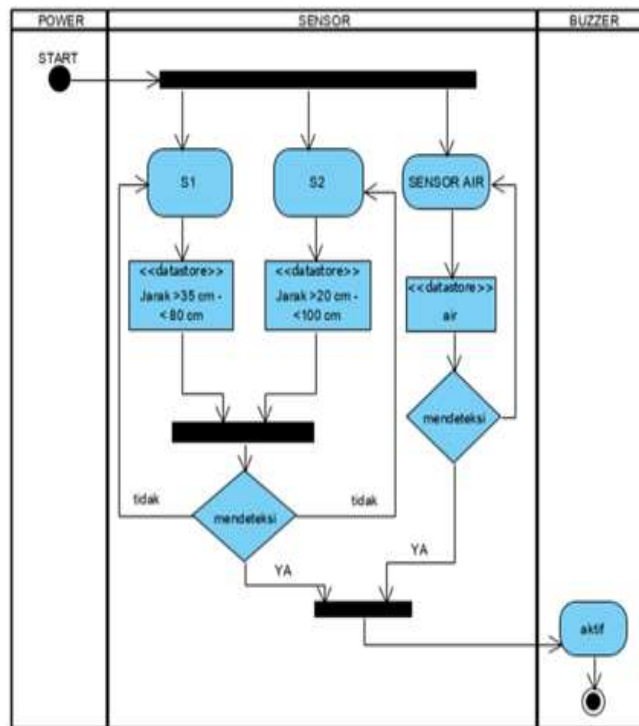 POWER
SENSOR
BUZZER
START
S1
S2
SENSOR AIR
<<datastore>>
Jarak >35 cm -
< 80 cm
<<datastore>>
Jarak >20 cm -
<100 cm
<<datastore>>
air
mendeteksi
tidak
mendeteksi
tidak
YA
YA
aktif